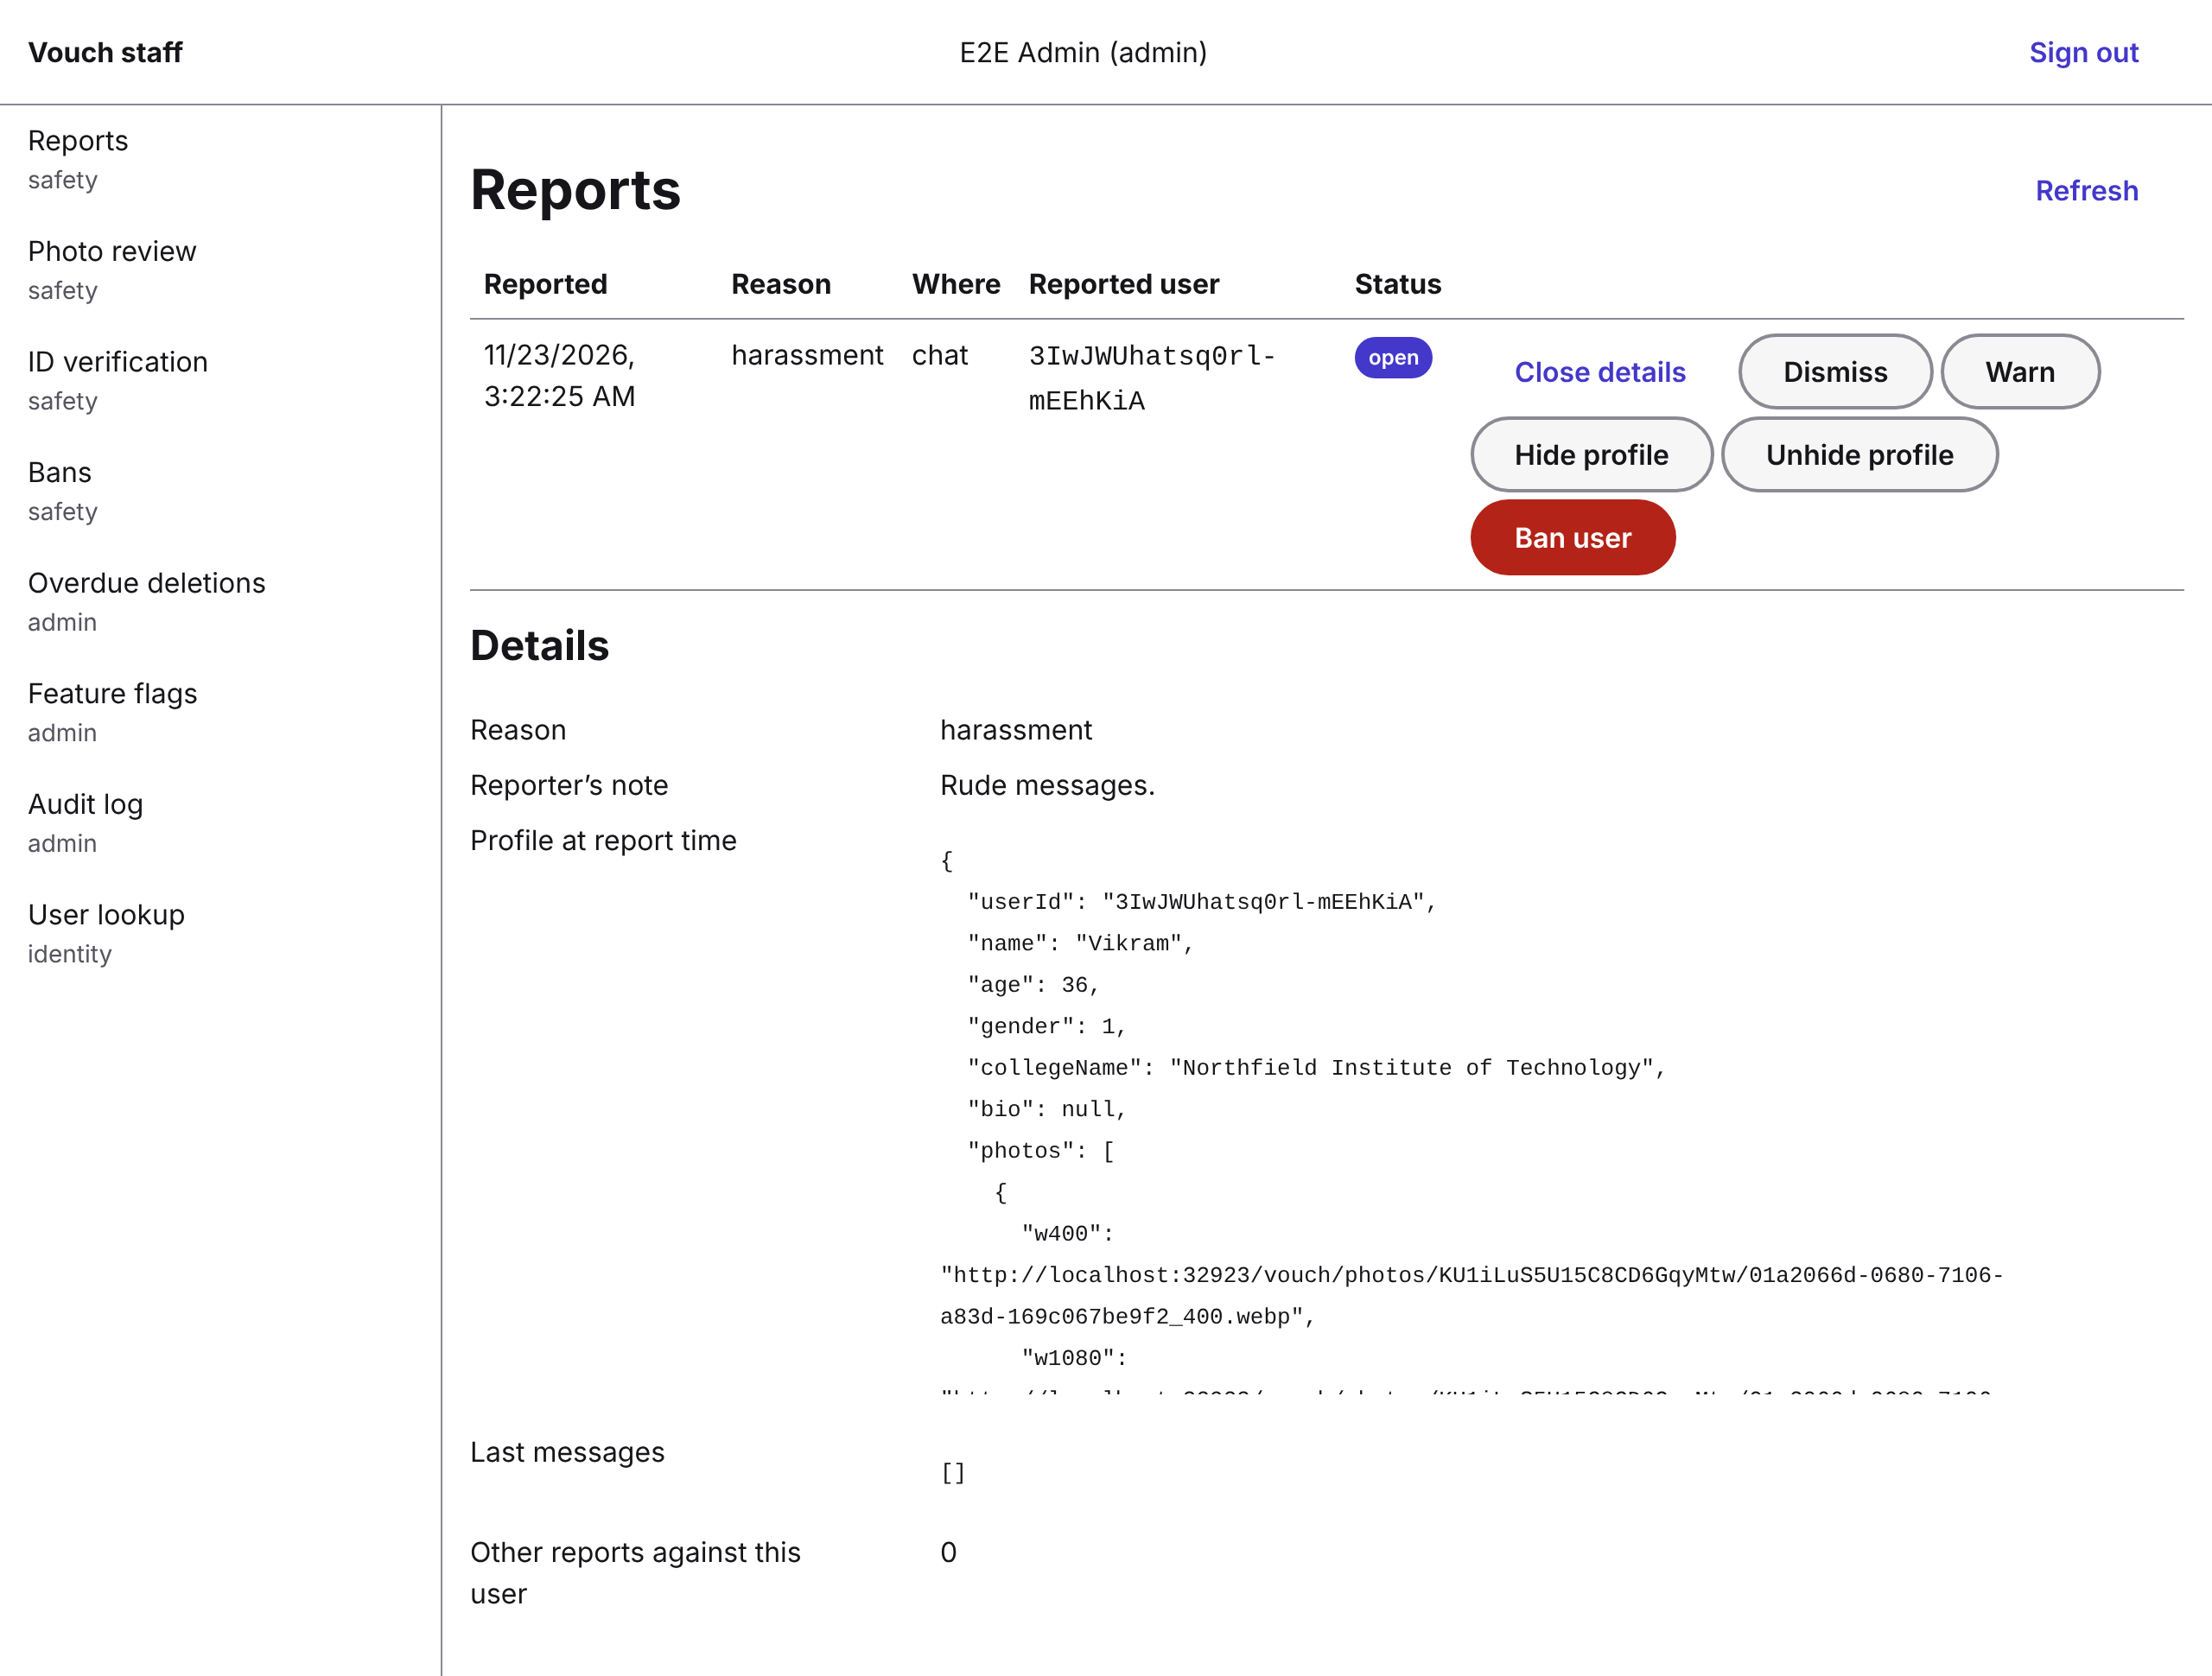 Vouch staff
E2E Admin (admin)
Sign out
Reports
safety
Photo review
safety
ID verification
safety
Bans
safety
Overdue deletions
admin
Feature flags
admin
Audit log
admin
User lookup
identity
Reports
Refresh
Reported Reason Where Reported user Status
11/23/2026, harassment chat 3IwJWUhatsq0rl- open Close details Dismiss Warn
3:22:25 AM mEEhKiA
Hide profile Unhide profile
Ban user
Details
Reason harassment
Reporter’s note Rude messages.
Profile at report time
{
"userId": "3IwJWUhatsq0rl-mEEhKiA",
"name": "Vikram",
"age": 36,
"gender": 1,
"collegeName": "Northfield Institute of Technology",
"bio": null,
"photos": [
{
"w400":
"http://localhost:32923/vouch/photos/KU1iLuS5U15C8CD6GqyMtw/01a2066d-0680-7106-
a83d-169c067be9f2_400.webp",
"w1080":
Last messages
[]
Other reports against this 0
user